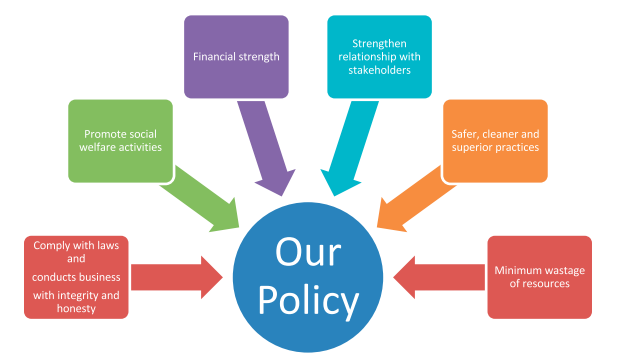 Financial strength
Strengthen
relationship with
stakeholders
Promote social
welfare activities
Safer, cleaner and
superior practices
Comply with laws
and
conducts business
with integrity and
honesty
Our
Policy
Minimum wastage
of resources